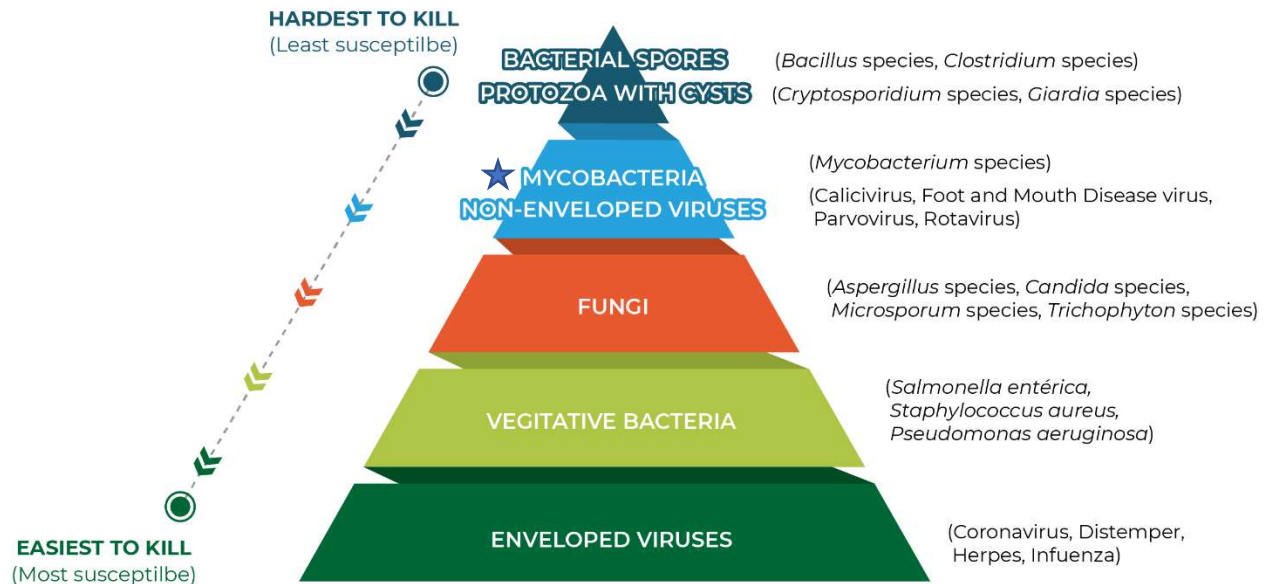 HARDEST TO KILL
(Least susceptilbe)
BACTERIAL SPORES
PROTOZOA WITH CYSTS
(Bacillus species, Clostridium species)
(Cryptosporidium species, Giardia species)
MYCOBACTERIA
NON-ENVELOPED VIRUSES
(Mycobacterium species)
(Calicivirus, Foot and Mouth Disease virus,
Parvovirus, Rotavirus)
FUNGI
(Aspergillus species, Candida species,
Microsporum species, Trichophyton species)
VEGITATIVE BACTERIA
(Salmonella entérica,
Staphylococcus aureus,
Pseudomonas aeruginosa)
ENVELOPED VIRUSES
(Coronavirus, Distemper,
Herpes, Infuenza)
EASIEST TO KILL
(Most susceptilbe)